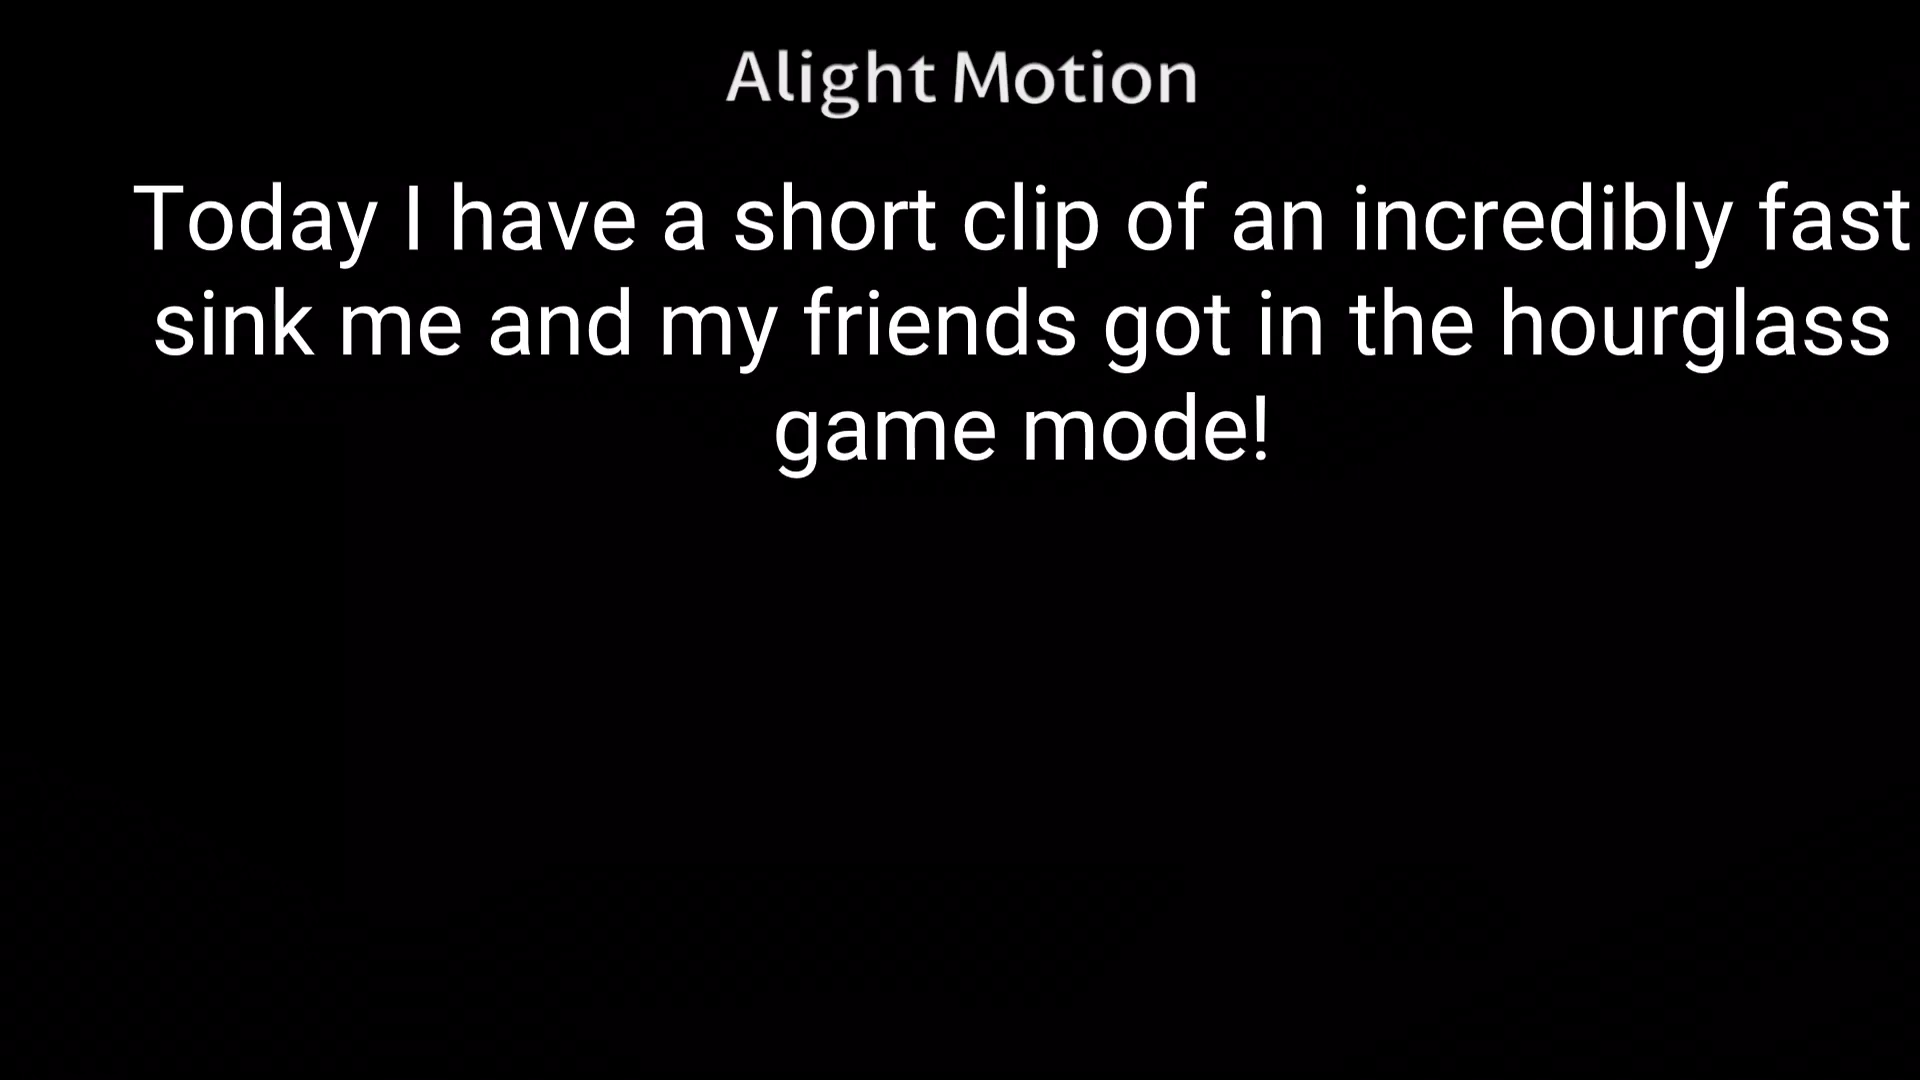 Alight Motion
Today I have a short clip of an incredibly fast
sink me and my friends got in the hourglass
game mode!